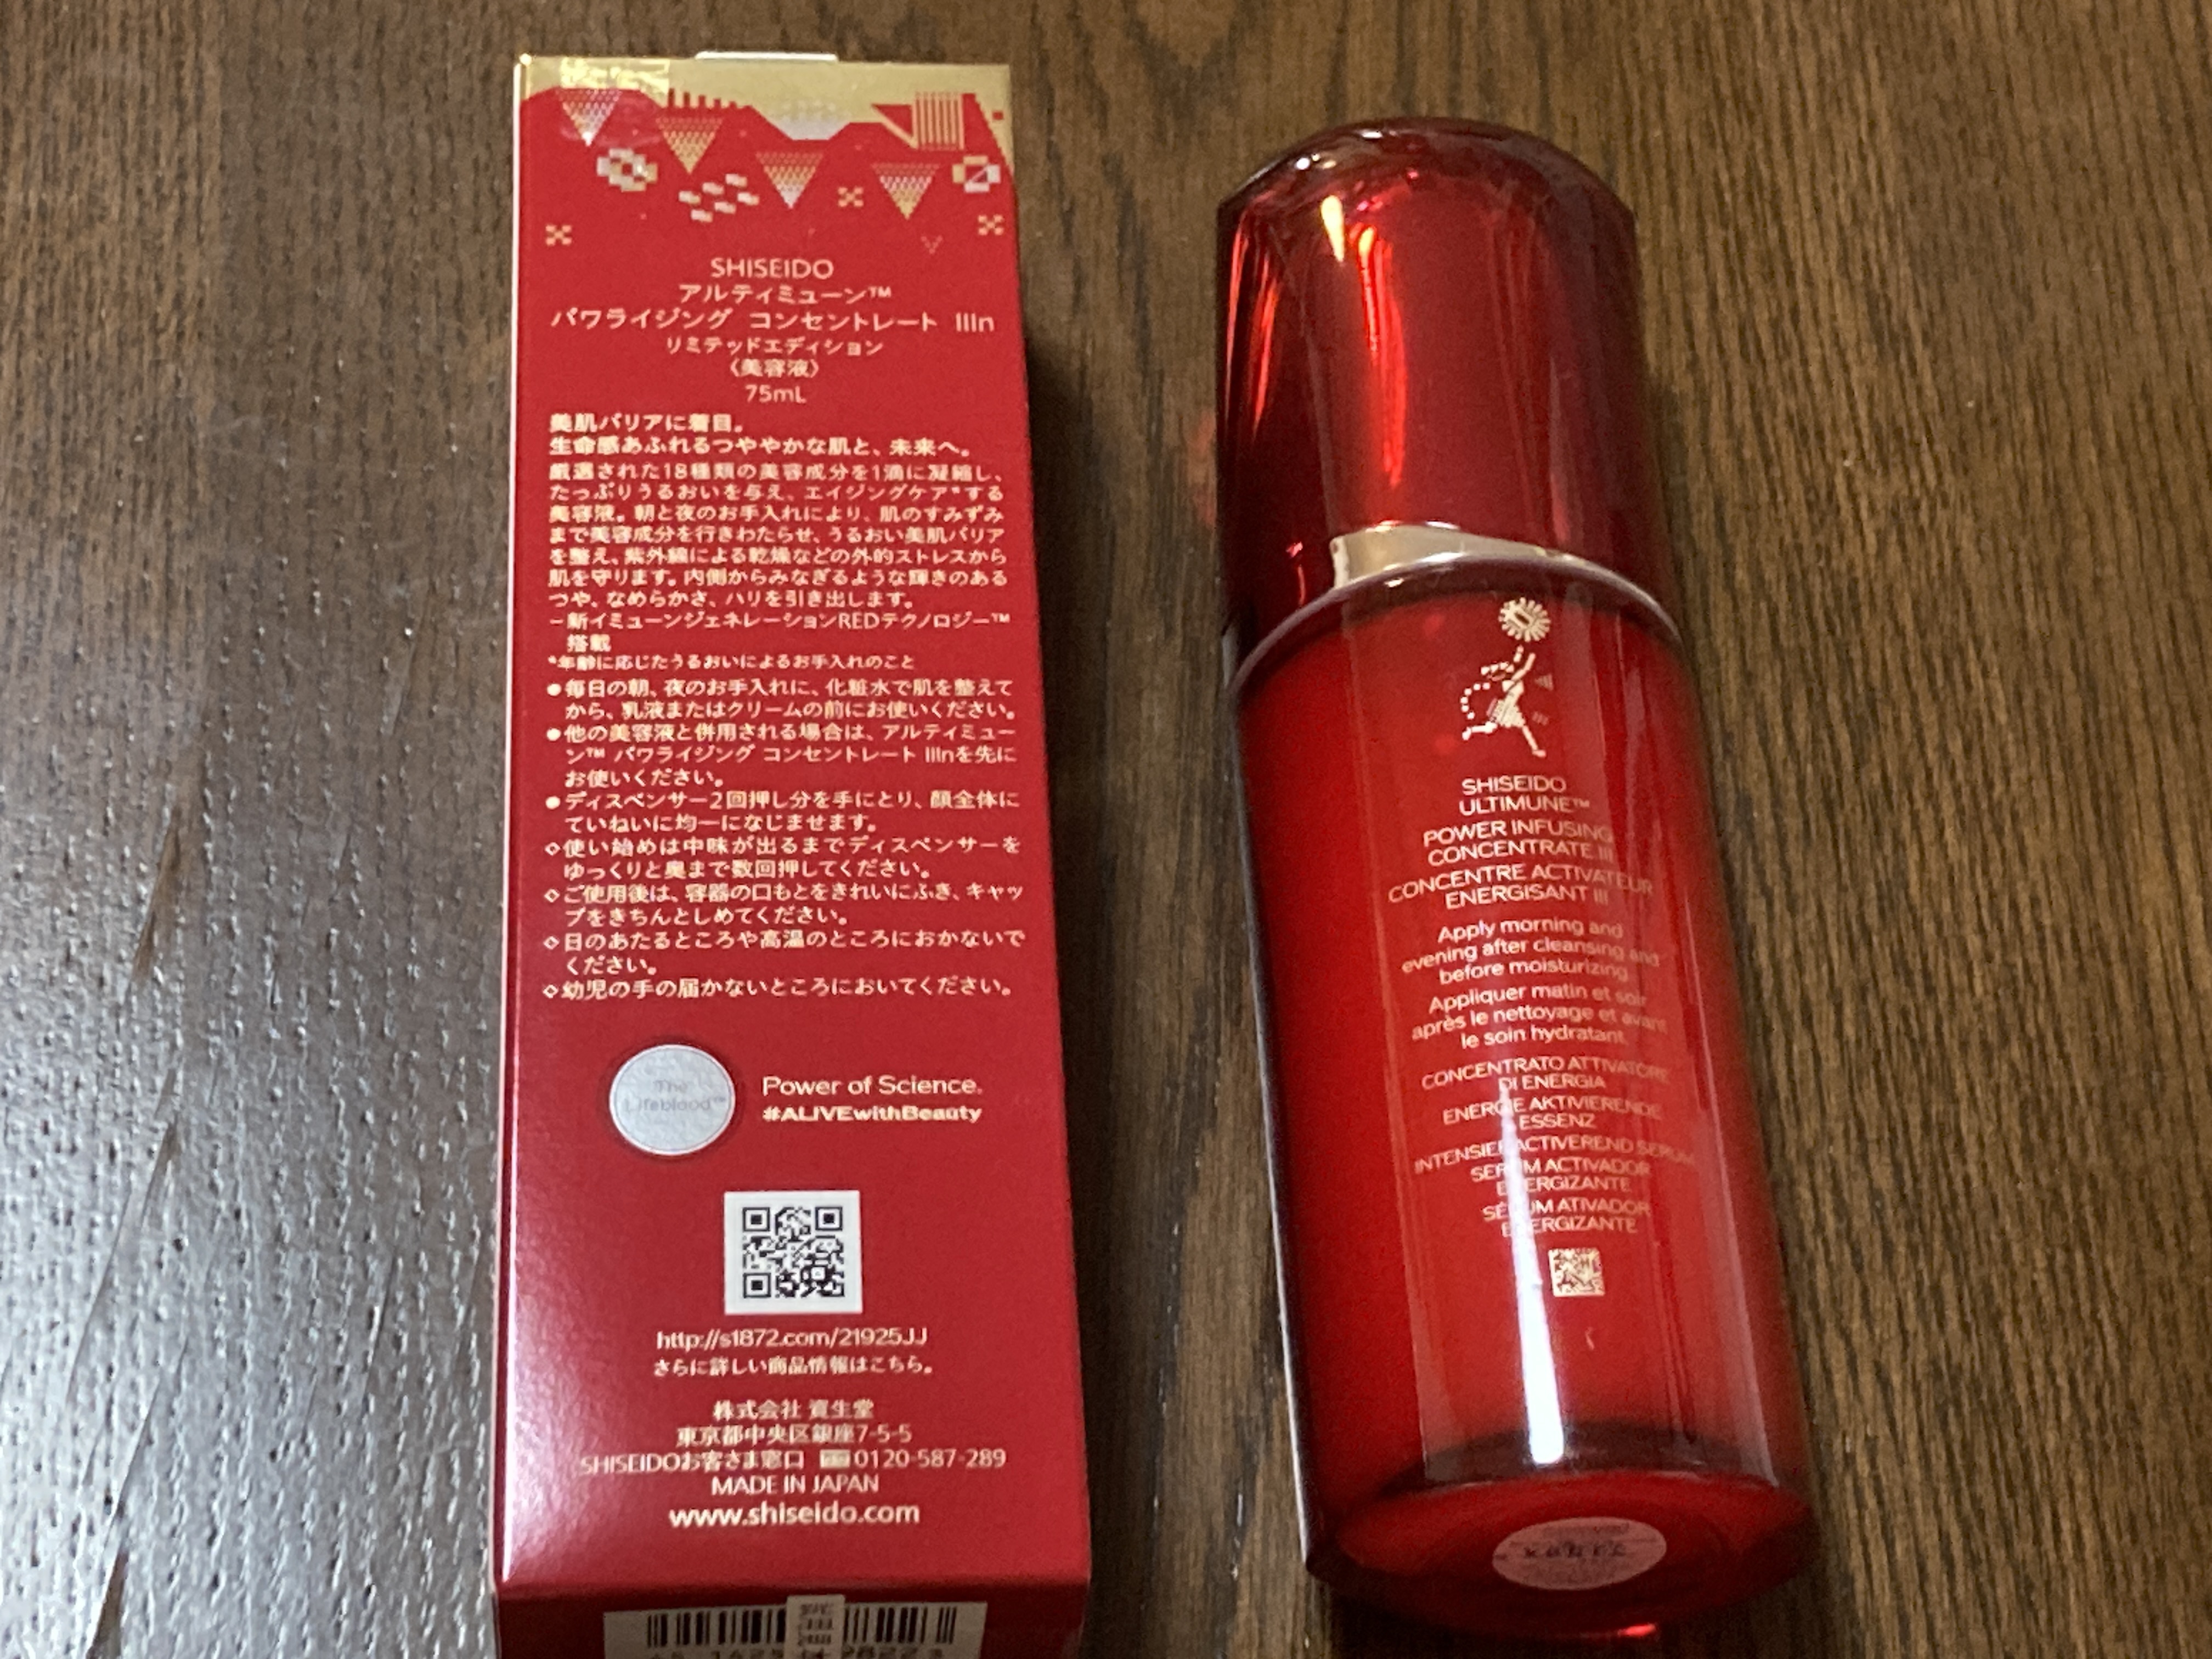 SHISEIDO
アルティミューン™
パワライジング コンセントレート IIIn
リミテッドエディション
〈美容液〉
75mL
美肌バリアに着目。
生命感あふれるつややかな肌と、未来へ。
厳選された18種類の美容成分を1滴に凝縮し、
たっぷりうるおいを与え、エイジングケア*する
美容液。朝と夜のお手入れにより、肌のすみずみ
まで美容成分を行きわたらせ、うるおい美肌バリア
を整え、紫外線による乾燥などの外的ストレスから
肌を守ります。内側からみなぎるような輝きのある
つや、なめらかさ、ハリを引き出します。
－新イミューンジェネレーションREDテクノロジー™
搭載
*年齢に応じたうるおいによるお手入れのこと
●毎日の朝、夜のお手入れに、化粧水で肌を整えて
から、乳液またはクリームの前にお使いください。
●他の美容液と併用される場合は、アルティミュー
ン™ パワライジング コンセントレート IIInを先に
お使いください。
●ディスペンサー2回押し分を手にとり、顔全体に
ていねいに均一になじませます。
◇使い始めは中味が出るまでディスペンサーを
ゆっくりと奥まで数回押してください。
◇ご使用後は、容器の口もとをきれいにふき、キャッ
プをきちんとしめてください。
◇日のあたるところや高温のところにおかないで
ください。
◇幼児の手の届かないところにおいてください。
The
Lifeblood™
Power of Science.
#ALIVEwithBeauty
http://s1872.com/21925JJ
さらに詳しい商品情報はこちら。
株式会社 資生堂
東京都中央区銀座7-5-5
SHISEIDOお客さま窓口 0120-587-289
MADE IN JAPAN
www.shiseido.com
SHISEIDO
ULTIMUNE™
POWER INFUSING
CONCENTRATE III
CONCENTRE ACTIVATEUR
ENERGISANT III
Apply morning and
evening after cleansing and
before moisturizing.
Appliquer matin et soir
après le nettoyage et avant
le soin hydratant.
CONCENTRATO ATTIVATORE
DI ENERGIA
ENERGIE AKTIVIERENDE
ESSENZ
INTENSIEF ACTIVEREND SERUM
SERUM ACTIVADOR
ENERGIZANTE
SÉRUM ATIVADOR
ENERGIZANTE